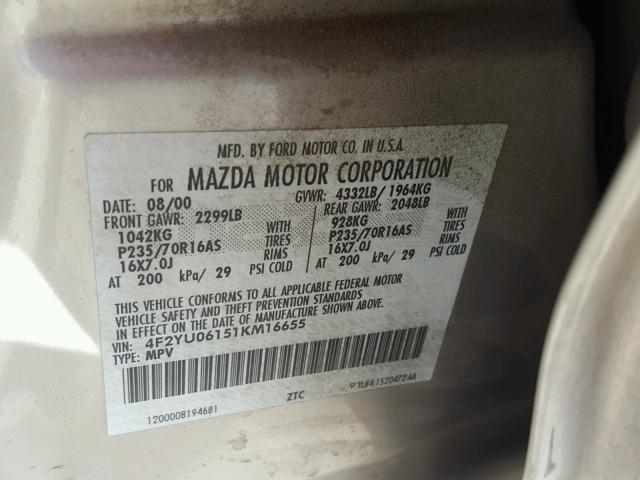 MFD. BY FORD MOTOR CO. IN U.S.A.
FOR MAZDA MOTOR CORPORATION
DATE: 08/00 GVWR: 4332LB/ 1964KG
FRONT GAWR: 2299LB REAR GAWR: 2048LB
1042KG WITH 928KG WITH
P235/70R16AS TIRES P235/70R16AS TIRES
16X7.0J RIMS 16X7.0J RIMS
AT 200 kPa/ 29 PSI COLD AT 200 kPa/ 29 PSI COLD
THIS VEHICLE CONFORMS TO ALL APPLICABLE FEDERAL MOTOR
VEHICLE SAFETY AND THEFT PREVENTION STANDARDS
IN EFFECT ON THE DATE OF MANUFACTURE SHOWN ABOVE.
VIN: 4F2YU06151KM16655
TYPE: MPV
1200008194681 ZTC YL84-1520472-AA